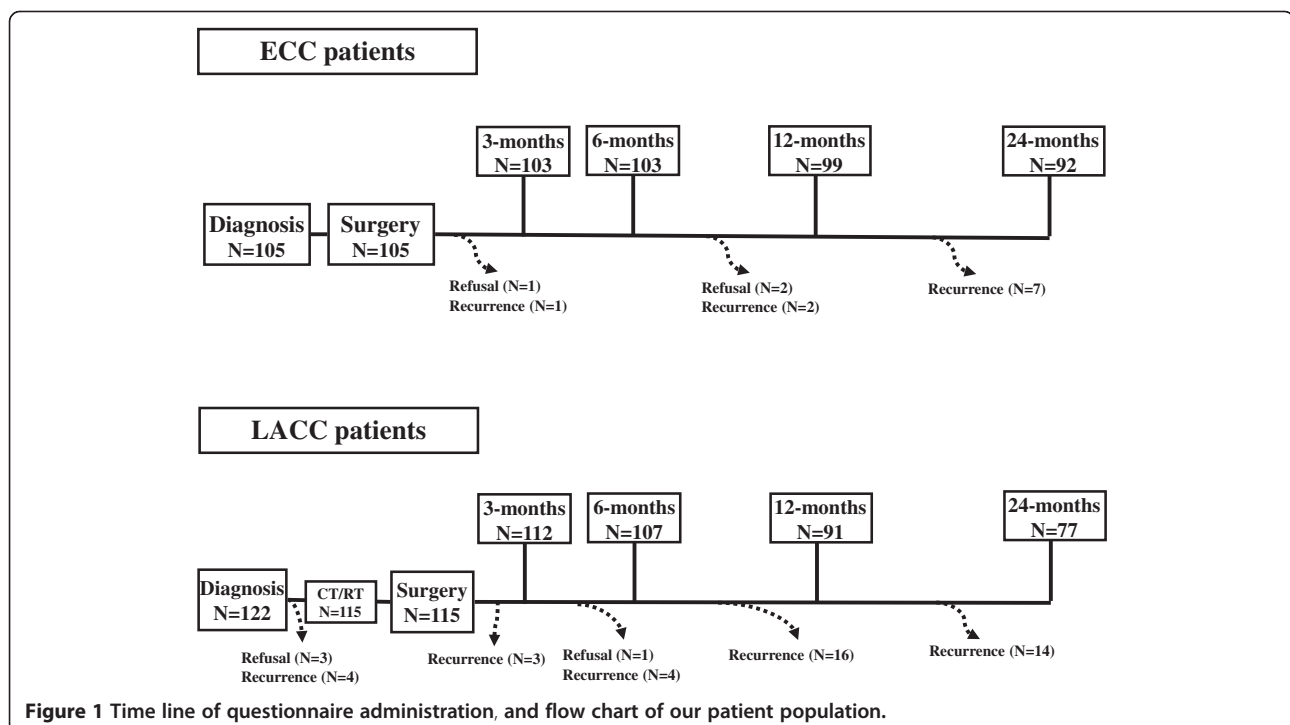 ECC patients
3-months
N=103
6-months
N=103
12-months
N=99
24-months
N=92
Diagnosis
N=105
Surgery
N=105
Refusal (N=1)
Recurrence (N=1)
Refusal (N=2)
Recurrence (N=2)
Recurrence (N=7)
LACC patients
3-months
N=112
6-months
N=107
12-months
N=91
24-months
N=77
Diagnosis
N=122
CT/RT
N=115
Surgery
N=115
Refusal (N=3)
Recurrence (N=4)
Recurrence (N=3)
Refusal (N=1)
Recurrence (N=4)
Recurrence (N=16)
Recurrence (N=14)
Figure 1 Time line of questionnaire administration, and flow chart of our patient population.